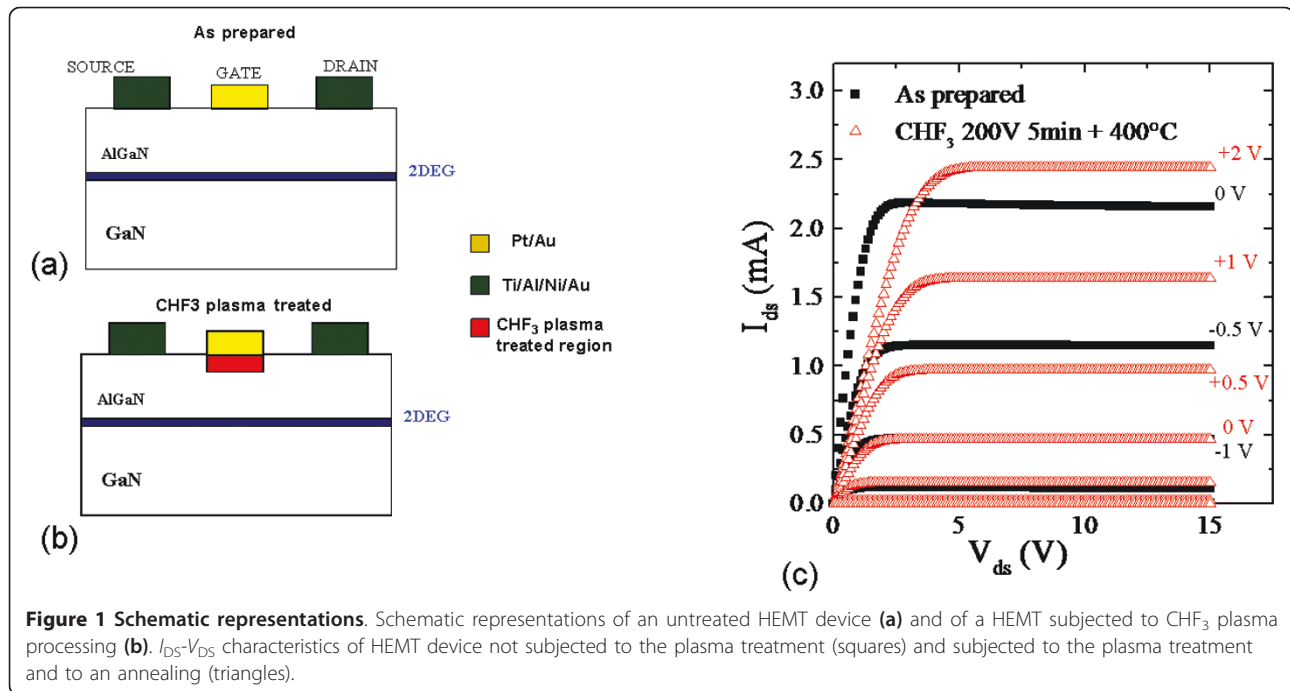 As prepared
SOURCE
GATE
DRAIN
AlGaN
2DEG
GaN
(a)
Pt/Au
Ti/Al/Ni/Au
CHF₃ plasma
treated region
CHF3 plasma treated
AlGaN
2DEG
GaN
(b)
As prepared
CHF₃ 200V 5min + 400°C
+2 V
0 V
+1 V
-0.5 V
+0.5 V
0 V
-1 V
3.0
2.5
2.0
1.5
1.0
0.5
0.0
I_ds (mA)
0
5
10
15
V_ds (V)
(c)
Figure 1 Schematic representations. Schematic representations of an untreated HEMT device (a) and of a HEMT subjected to CHF₃ plasma
processing (b). I_DS-V_DS characteristics of HEMT device not subjected to the plasma treatment (squares) and subjected to the plasma treatment
and to an annealing (triangles).